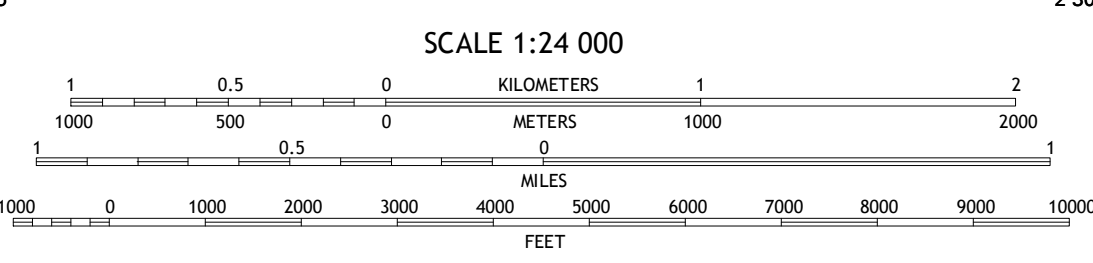 SCALE 1:24 000
1 0.5 0 KILOMETERS 1 2
1000 500 0 METERS 1000 2000
1 0.5 0 1
MILES
1000 0 1000 2000 3000 4000 5000 6000 7000 8000 9000 10000
FEET